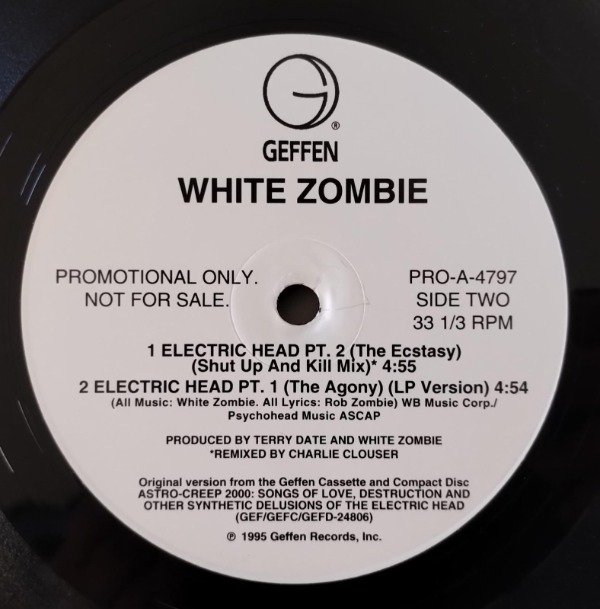 G
®
GEFFEN
WHITE ZOMBIE
PROMOTIONAL ONLY.
NOT FOR SALE.
PRO-A-4797
SIDE TWO
33 1/3 RPM
1 ELECTRIC HEAD PT. 2 (The Ecstasy)
(Shut Up And Kill Mix)* 4:55
2 ELECTRIC HEAD PT. 1 (The Agony) (LP Version) 4:54
(All Music: White Zombie. All Lyrics: Rob Zombie) WB Music Corp./
Psychohead Music ASCAP
PRODUCED BY TERRY DATE AND WHITE ZOMBIE
*REMIXED BY CHARLIE CLOUSER
Original version from the Geffen Cassette and Compact Disc
ASTRO-CREEP 2000: SONGS OF LOVE, DESTRUCTION AND
OTHER SYNTHETIC DELUSIONS OF THE ELECTRIC HEAD
(GEF/GEFC/GEFD-24806)
℗ 1995 Geffen Records, Inc.